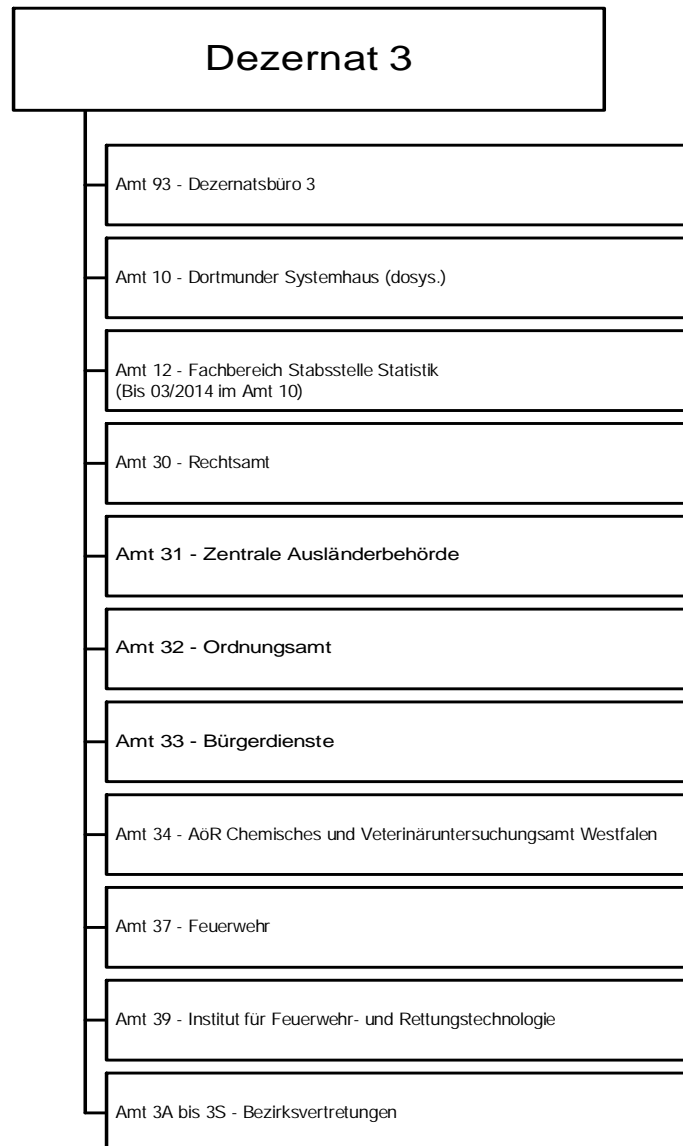 Dezernat 3
Amt 93 - Dezernatsbüro 3
Amt 10 - Dortmunder Systemhaus (dosys.)
Amt 12 - Fachbereich Stabsstelle Statistik
(Bis 03/2014 im Amt 10)
Amt 30 - Rechtsamt
Amt 31 - Zentrale Ausländerbehörde
Amt 32 - Ordnungsamt
Amt 33 - Bürgerdienste
Amt 34 - AöR Chemisches und Veterinäruntersuchungsamt Westfalen
Amt 37 - Feuerwehr
Amt 39 - Institut für Feuerwehr- und Rettungstechnologie
Amt 3A bis 3S - Bezirksvertretungen